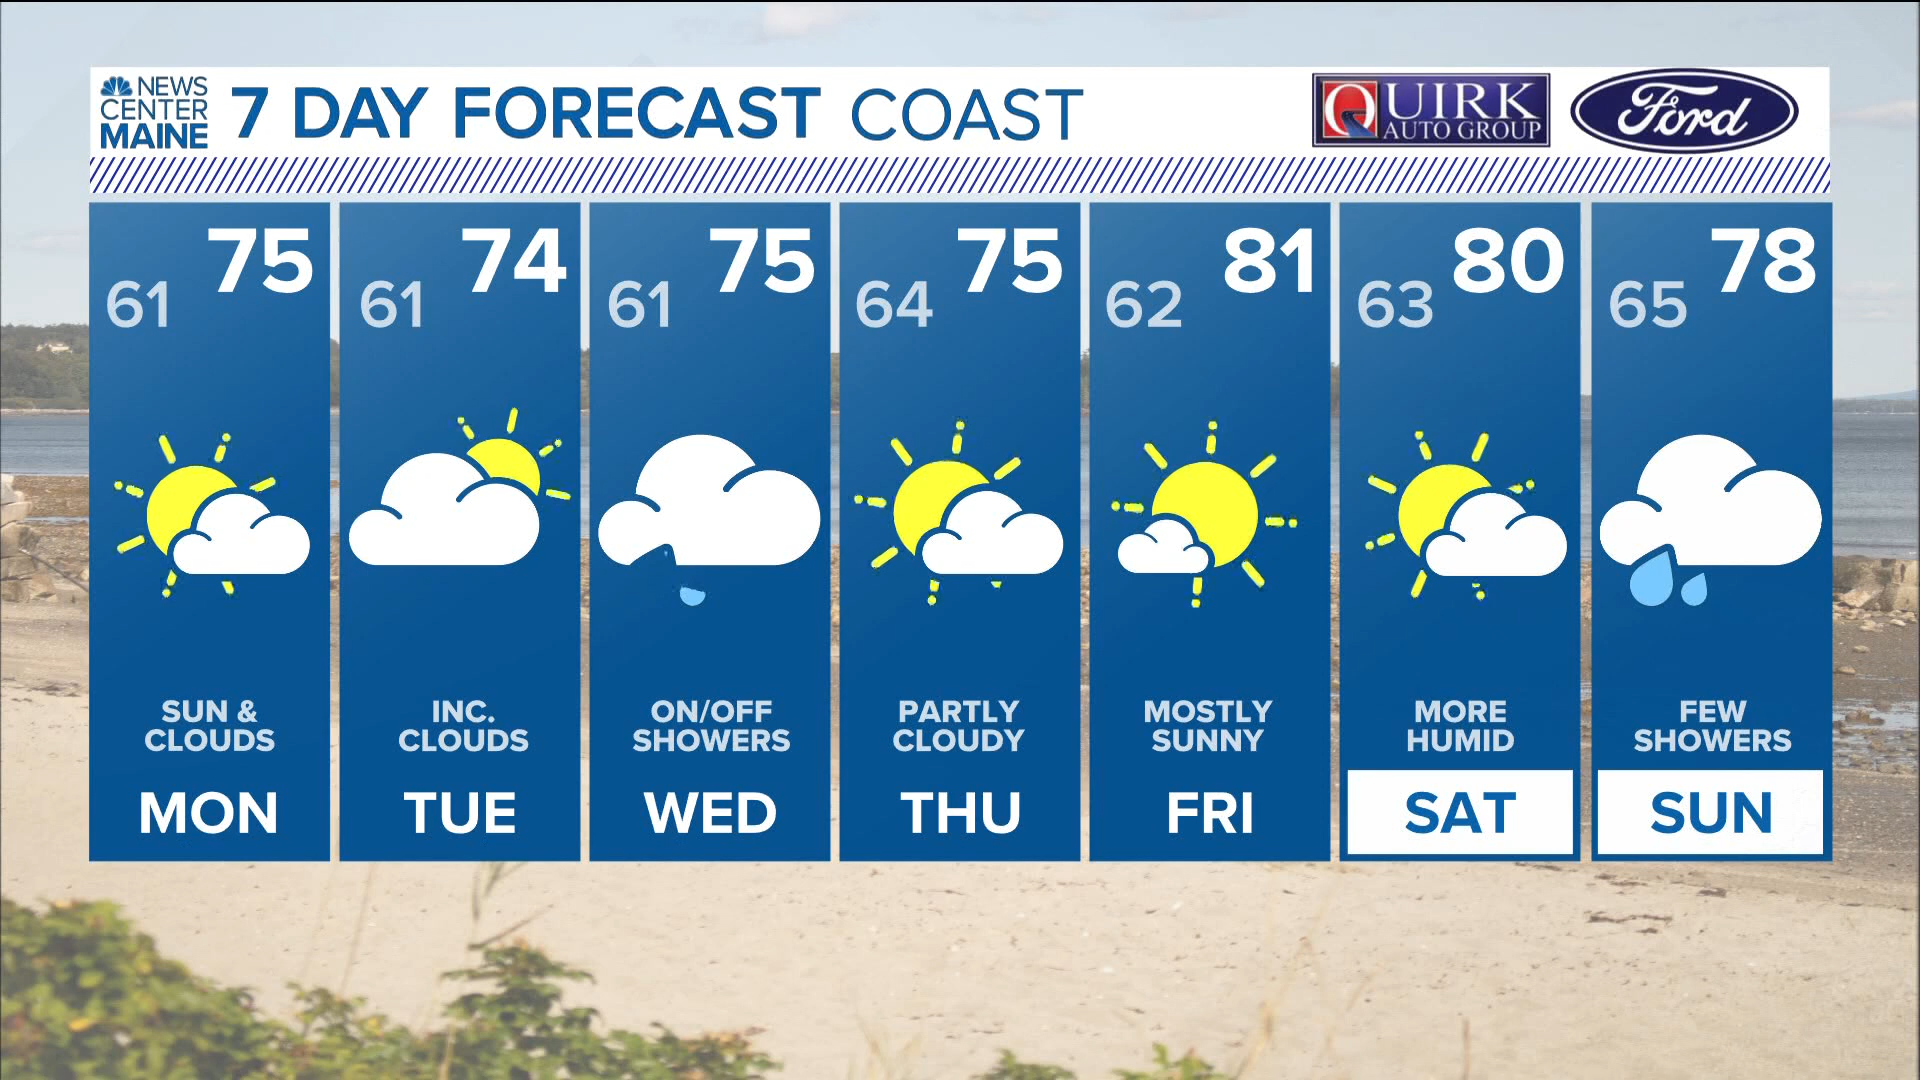 NEWS
CENTER
MAINE
7 DAY FORECAST COAST
QUIRK
AUTO GROUP
Ford
75
61
SUN &
CLOUDS
MON
74
61
INC.
CLOUDS
TUE
75
61
ON/OFF
SHOWERS
WED
75
64
PARTLY
CLOUDY
THU
81
62
MOSTLY
SUNNY
FRI
80
63
MORE
HUMID
SAT
78
65
FEW
SHOWERS
SUN